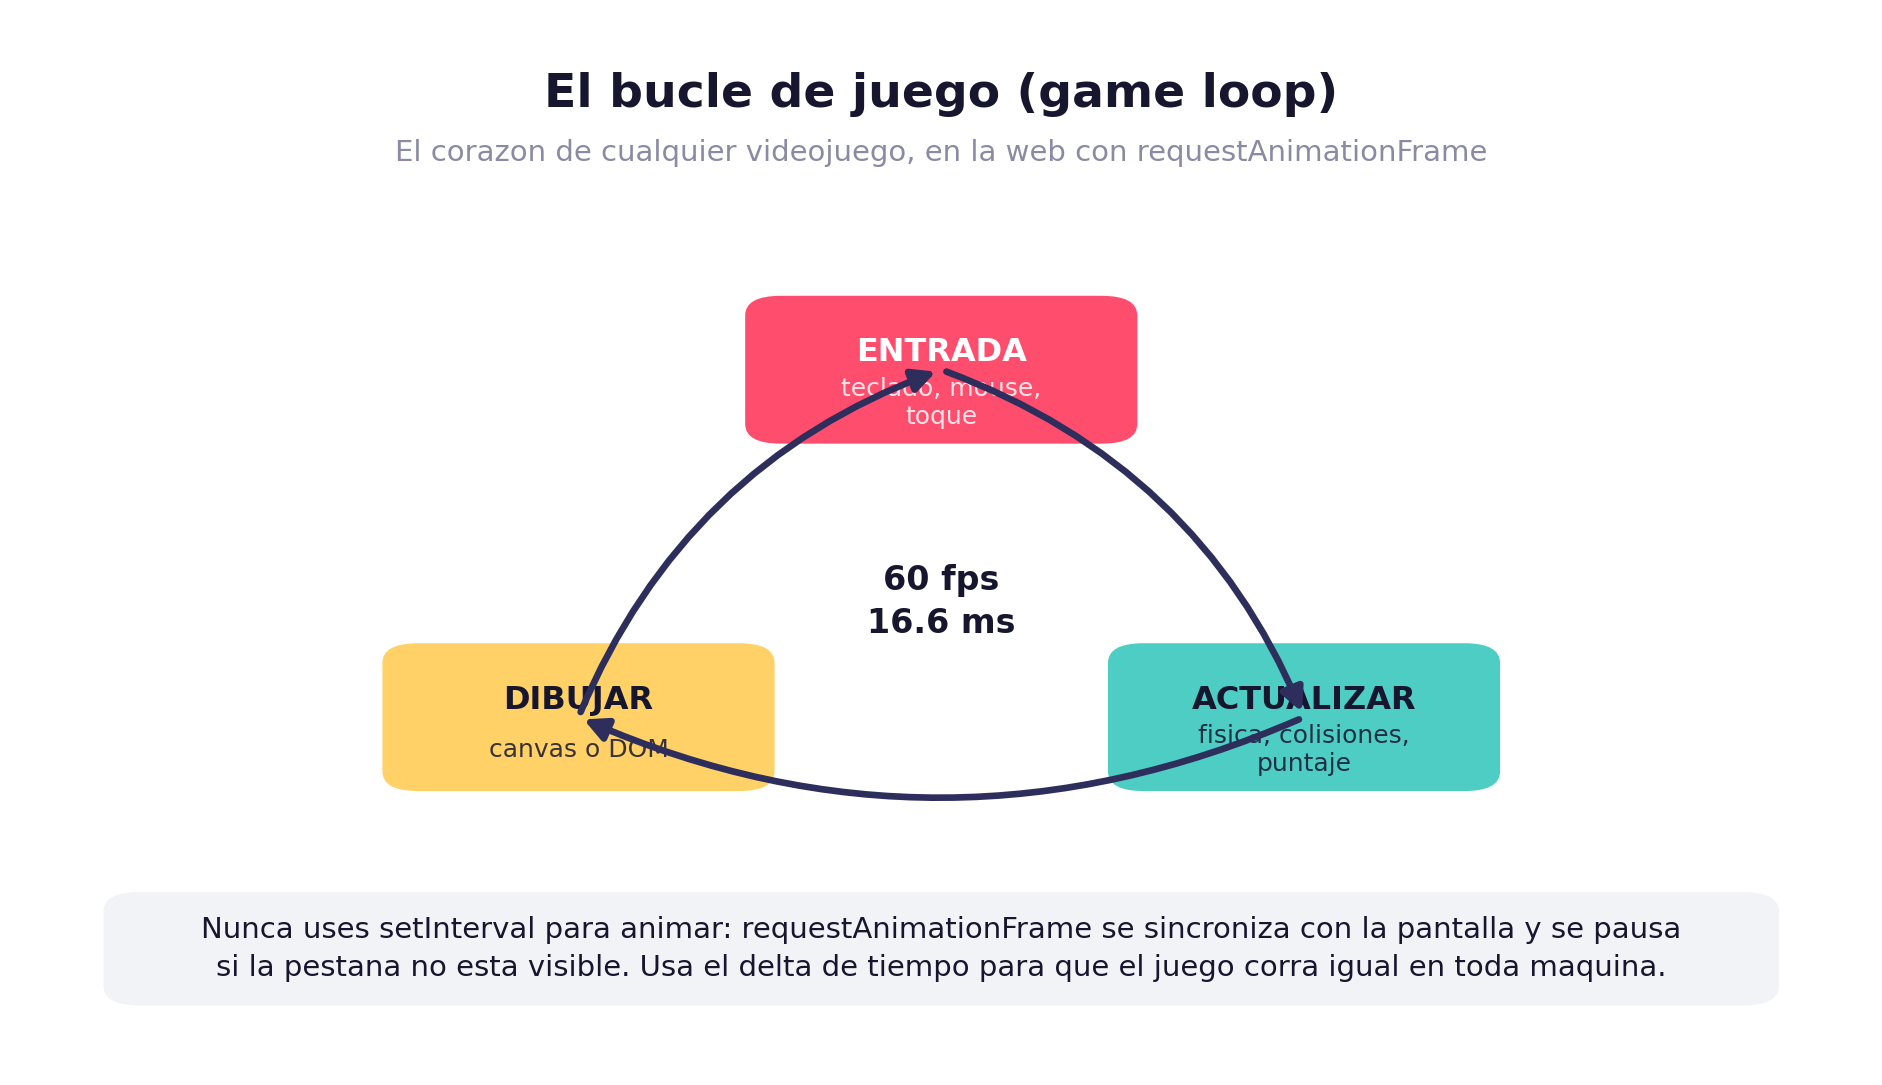 El bucle de juego (game loop)
El corazon de cualquier videojuego, en la web con requestAnimationFrame
ENTRADA
teclado, mouse,
toque
60 fps
16.6 ms
DIBUJAR
canvas o DOM
ACTUALIZAR
fisica, colisiones,
puntaje
Nunca uses setInterval para animar: requestAnimationFrame se sincroniza con la pantalla y se pausa
si la pestana no esta visible. Usa el delta de tiempo para que el juego corra igual en toda maquina.